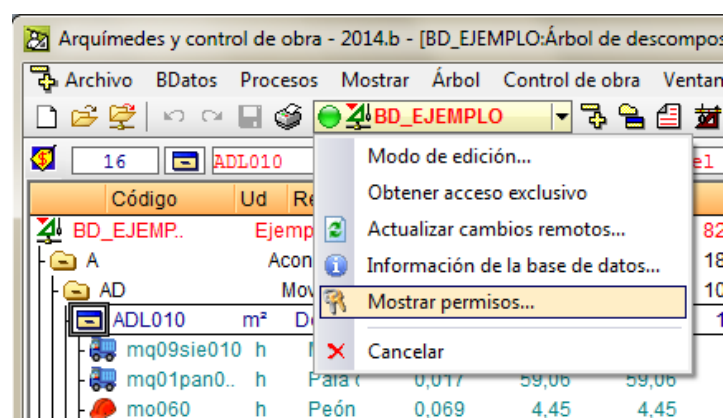 Arquímedes y control de obra - 2014.b - [BD_EJEMPLO:Árbol de descompos
Archivo BDatos Procesos Mostrar Árbol Control de obra Ventan
BD_EJEMPLO
16 ADL010
Modo de edición...
Obtener acceso exclusivo
Actualizar cambios remotos...
Información de la base de datos...
Mostrar permisos...
Cancelar
Código Ud
BD_EJEMP.. Ejemp 82
A Acon 18
AD Mov 10
ADL010 m² 1
mq09sie010 h
mq01pan0.. h Pala 0,017 59,06 59,06
mo060 h Peón 0,069 4,45 4,45